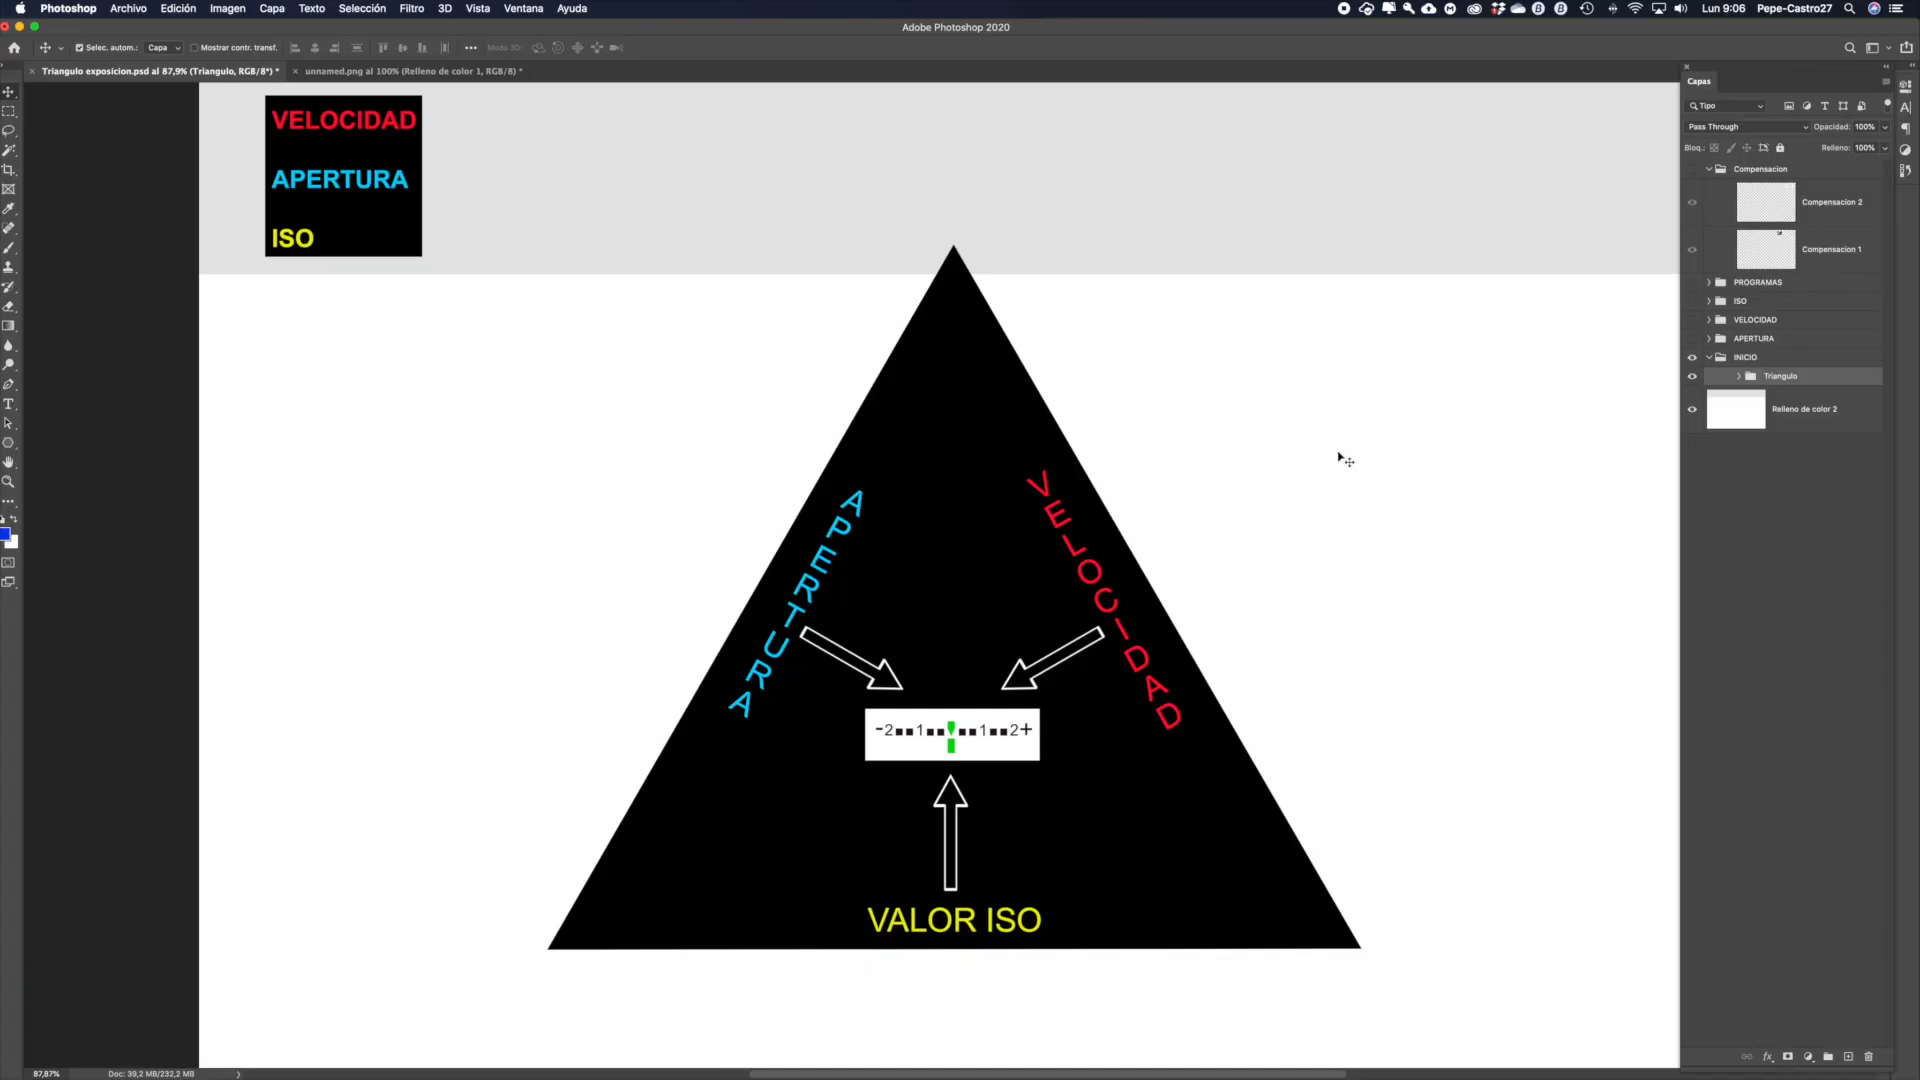 Photoshop Archivo Edición Imagen Capa Texto Selección Filtro 3D Vista Ventana Ayuda Lun 9:06 Pepe-Castro27
Adobe Photoshop 2020
Selec. autom.: Capa Mostrar contr. transf. Modo 3D:
Triangulo exposicion.psd al 87,9% (Triangulo, RGB/8*) * unnamed.png al 100% (Relleno de color 1, RGB/8) *
VELOCIDAD
APERTURA
ISO
APERTURA
VELOCIDAD
-2 1 1 2+
VALOR ISO
Capas
Tipo
Pass Through Opacidad: 100%
Bloq.: Relleno: 100%
Compensacion
Compensacion 2
Compensacion 1
PROGRAMAS
ISO
VELOCIDAD
APERTURA
INICIO
Triangulo
Relleno de color 2
87,87% Doc: 39,2 MB/232,2 MB